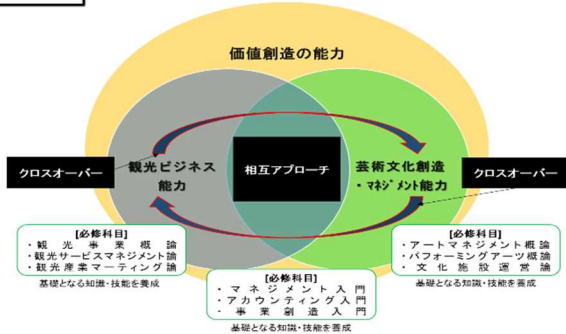 価値創造の能力
クロスオーバー
観光ビジネス
能力
相互アプローチ
芸術文化創造
・マネジメント能力
クロスオーバー
[必修科目]
・観光事業概論
・観光サービスマネジメント論
・観光産業マーティング論
基礎となる知識・技能を養成
[必修科目]
・マネジメント入門
・アカウンティング入門
・事業創造入門
基礎となる知識・技能を養成
[必修科目]
・アートマネジメント概論
・パフォーミングアーツ概論
・文化施設運営論
基礎となる知識・技能を養成